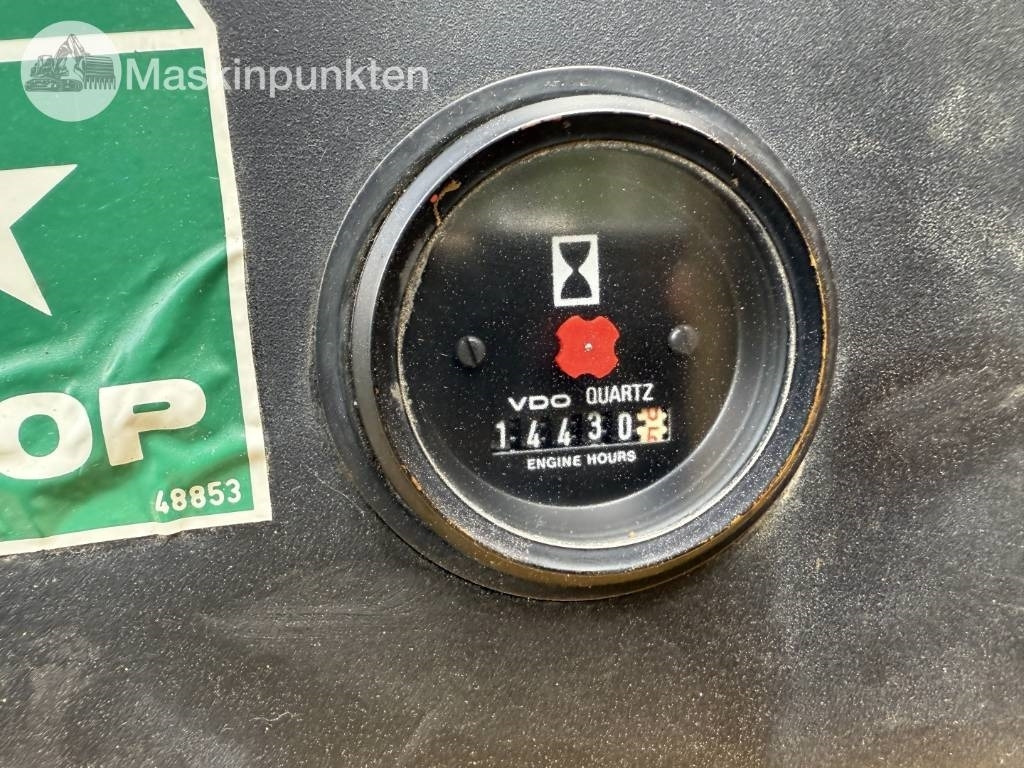 Maskinpunkten
OP
48853
VDO QUARTZ
14430
ENGINE HOURS